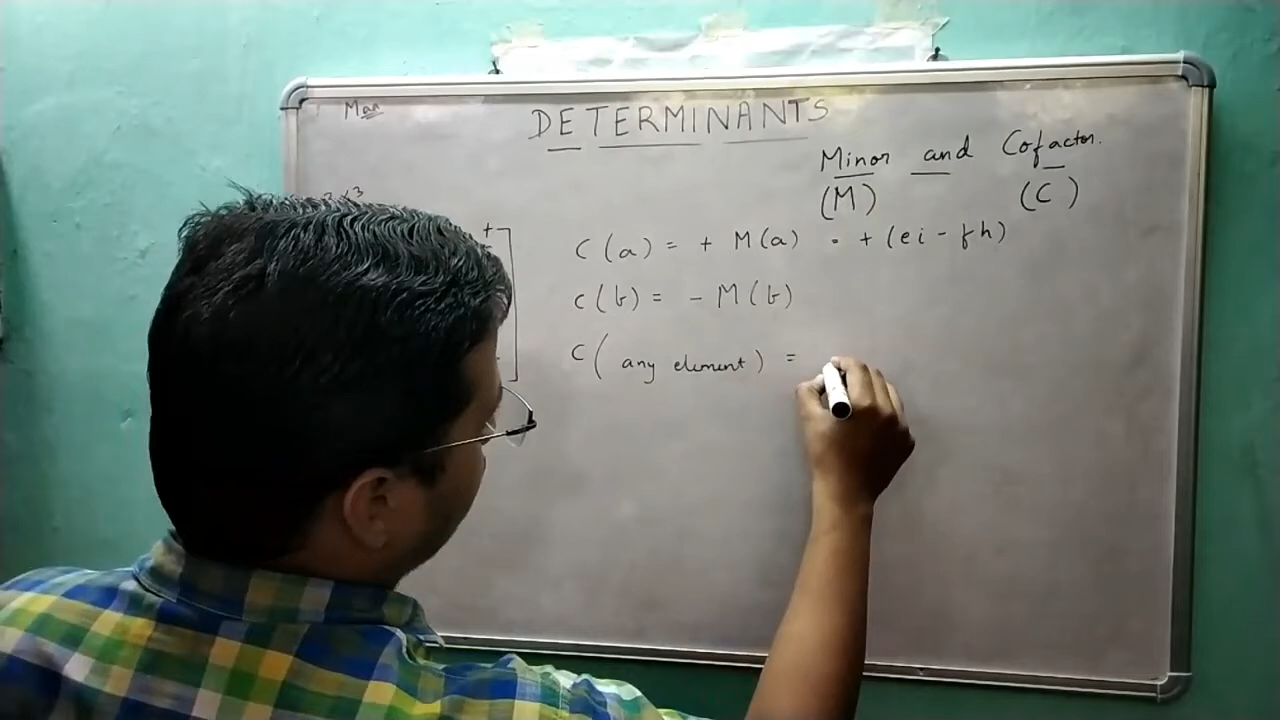 DETERMINANTS
Minor and Cofactor.
(M) (C)
+
C(a) = + M(a) = + (ei - fh)
C(b) = - M(b)
C(any element) =